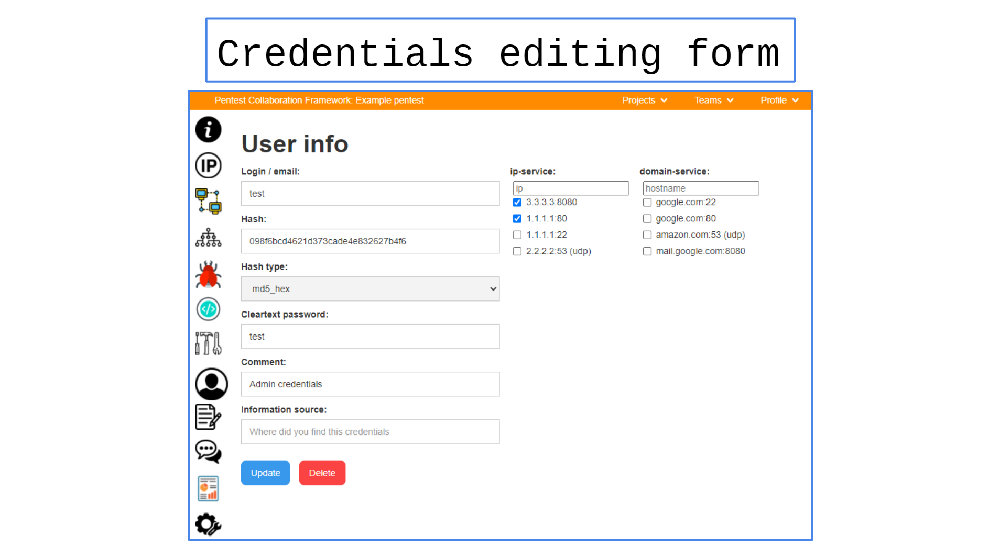 Credentials editing form
Pentest Collaboration Framework: Example pentest
Projects
Teams
Profile
i
IP
</>
User info
Login / email:
test
Hash:
098f6bcd4621d373cade4e832627b4f6
Hash type:
md5_hex
Cleartext password:
test
Comment:
Admin credentials
Information source:
Where did you find this credentials
Update
Delete
ip-service:
ip
3.3.3.3:8080
1.1.1.1:80
1.1.1.1:22
2.2.2.2:53 (udp)
domain-service:
hostname
google.com:22
google.com:80
amazon.com:53 (udp)
mail.google.com:8080